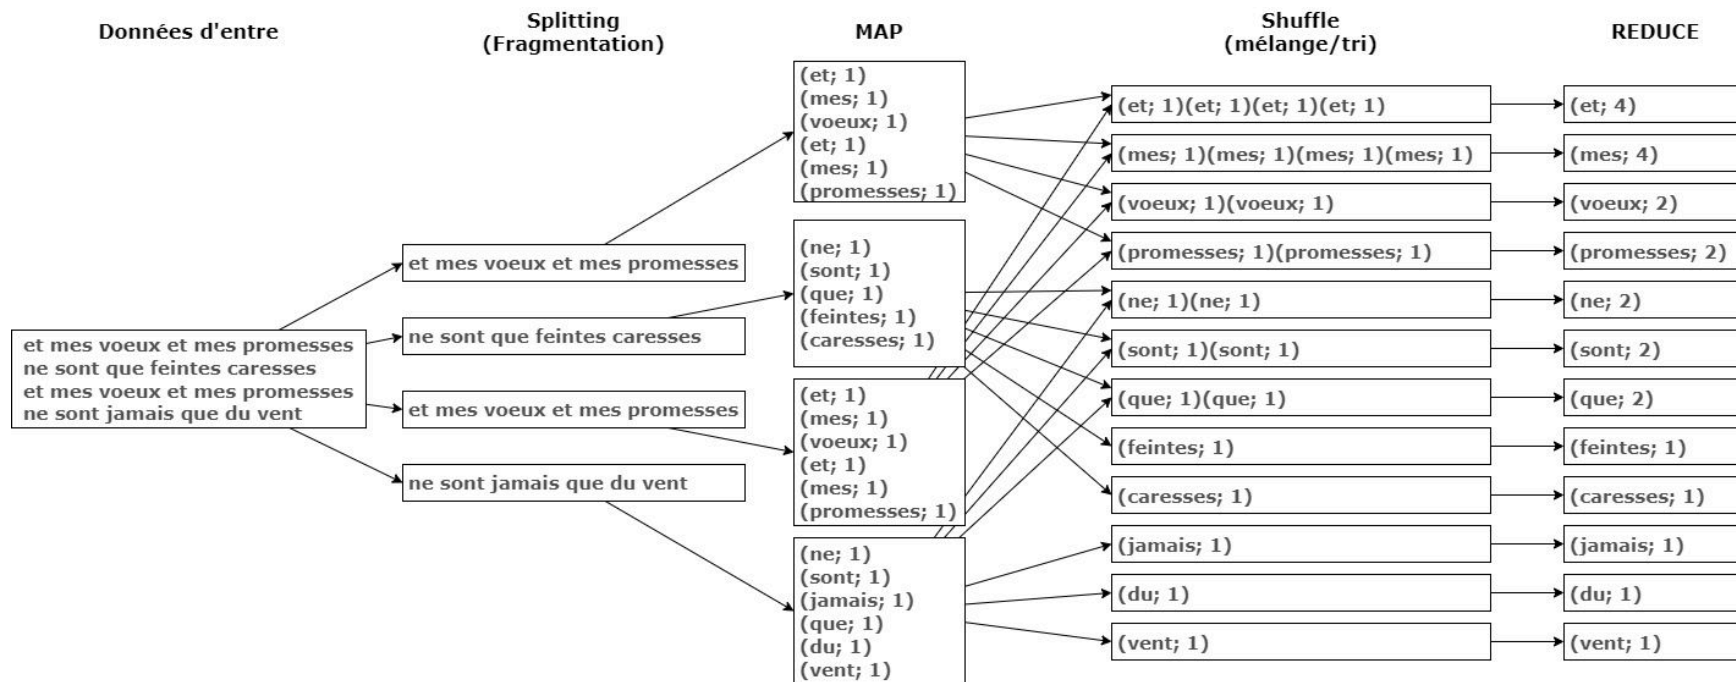 Données d'entre
Splitting
(Fragmentation)
MAP
Shuffle
(mélange/tri)
REDUCE
et mes voeux et mes promesses
ne sont que feintes caresses
et mes voeux et mes promesses
ne sont jamais que du vent
et mes voeux et mes promesses
ne sont que feintes caresses
et mes voeux et mes promesses
ne sont jamais que du vent
(et; 1)
(mes; 1)
(voeux; 1)
(et; 1)
(mes; 1)
(promesses; 1)
(ne; 1)
(sont; 1)
(que; 1)
(feintes; 1)
(caresses; 1)
(et; 1)
(mes; 1)
(voeux; 1)
(et; 1)
(mes; 1)
(promesses; 1)
(ne; 1)
(sont; 1)
(jamais; 1)
(que; 1)
(du; 1)
(vent; 1)
(et; 1)(et; 1)(et; 1)(et; 1)
(mes; 1)(mes; 1)(mes; 1)(mes; 1)
(voeux; 1)(voeux; 1)
(promesses; 1)(promesses; 1)
(ne; 1)(ne; 1)
(sont; 1)(sont; 1)
(que; 1)(que; 1)
(feintes; 1)
(caresses; 1)
(jamais; 1)
(du; 1)
(vent; 1)
(et; 4)
(mes; 4)
(voeux; 2)
(promesses; 2)
(ne; 2)
(sont; 2)
(que; 2)
(feintes; 1)
(caresses; 1)
(jamais; 1)
(du; 1)
(vent; 1)